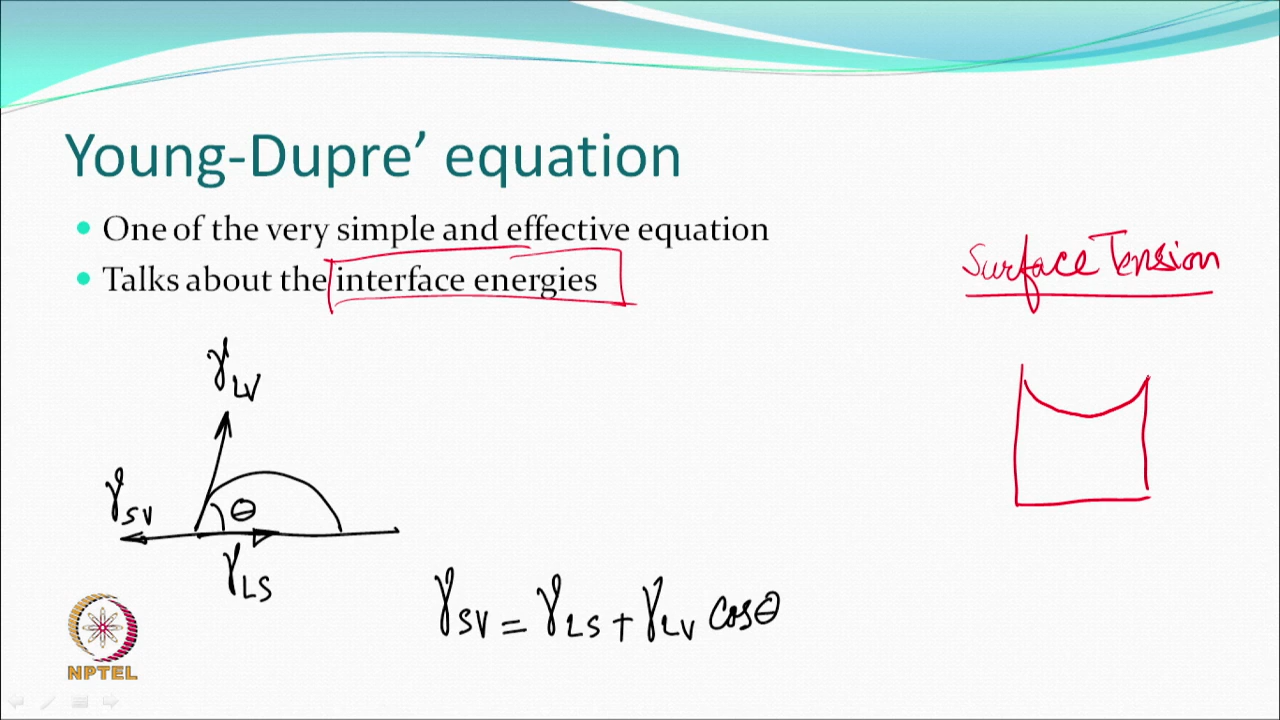 Young-Dupre’ equation
One of the very simple and effective equation
Talks about the interface energies
Surface Tension
γLV
γSV
θ
γLS
γSV = γLS + γLV cosθ
NPTEL